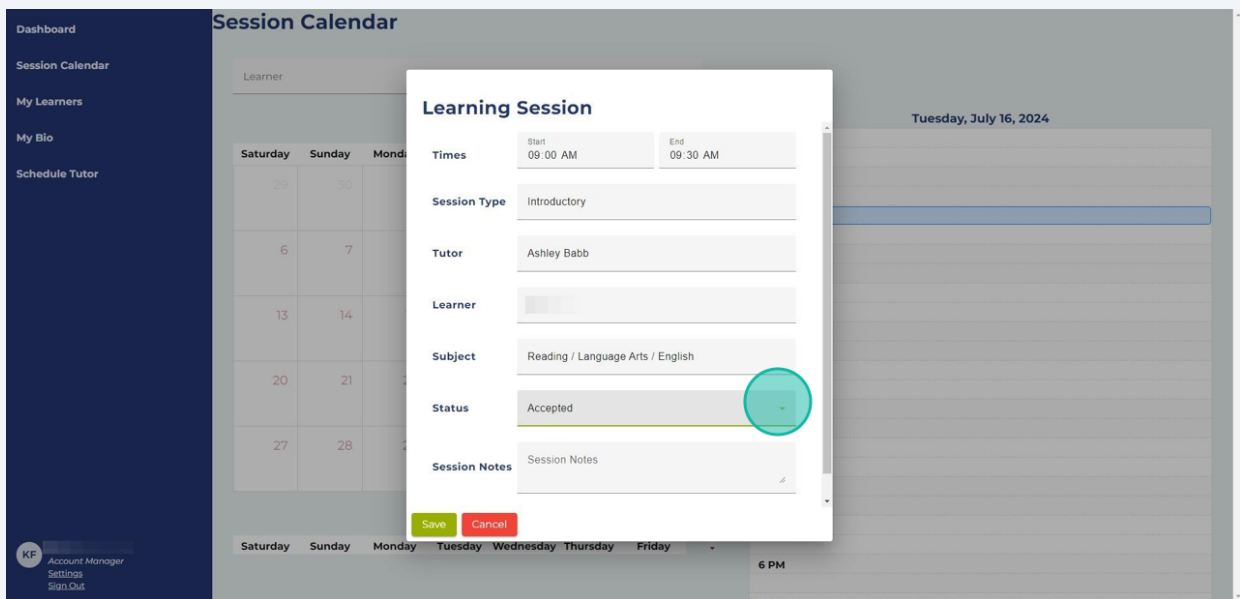 Dashboard
Session Calendar
My Learners
My Bio
Schedule Tutor
KF
Account Manager
Settings
Sign Out
Session Calendar
Learner
Saturday Sunday Monda
29 30
6 7
13 14
20 21 2
27 28 2
Saturday Sunday Monday Tuesday Wednesday Thursday Friday
Learning Session
Times
Start
09:00 AM
End
09:30 AM
Session Type
Introductory
Tutor
Ashley Babb
Learner
Subject
Reading / Language Arts / English
Status
Accepted
Session Notes
Session Notes
Save Cancel
Tuesday, July 16, 2024
6 PM